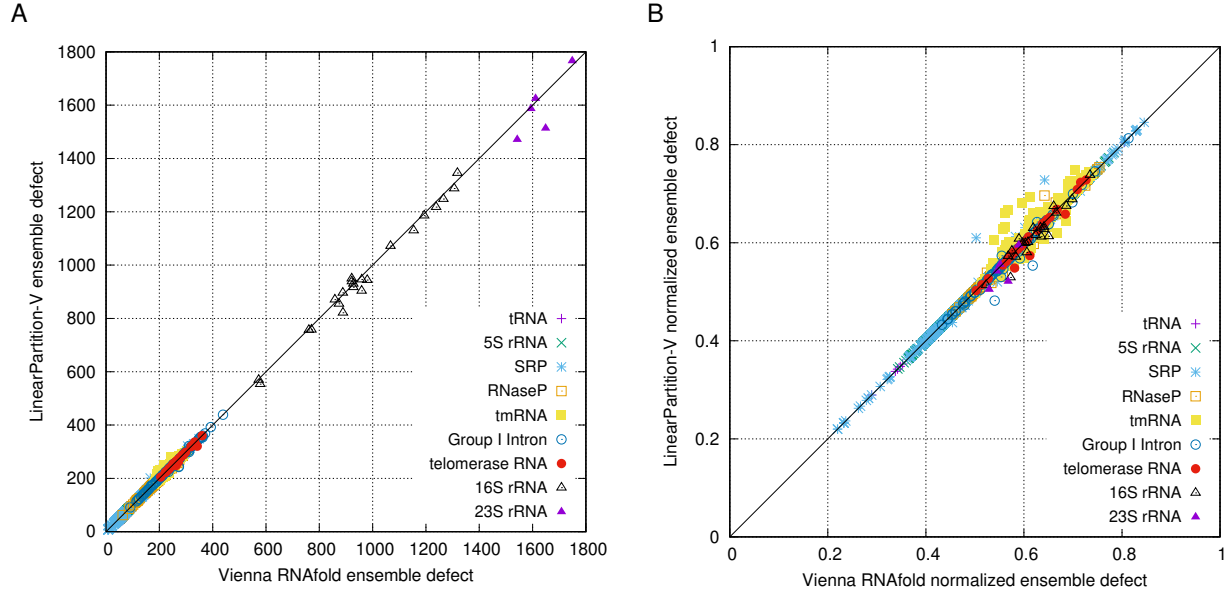 A
LinearPartition-V ensemble defect
1800
1600
1400
1200
1000
800
600
400
200
0
0 200 400 600 800 1000 1200 1400 1600 1800
Vienna RNAfold ensemble defect
tRNA
5S rRNA
SRP
RNaseP
tmRNA
Group I Intron
telomerase RNA
16S rRNA
23S rRNA
B
LinearPartition-V normalized ensemble defect
1
0.8
0.6
0.4
0.2
0
0 0.2 0.4 0.6 0.8 1
Vienna RNAfold normalized ensemble defect
tRNA
5S rRNA
SRP
RNaseP
tmRNA
Group I Intron
telomerase RNA
16S rRNA
23S rRNA